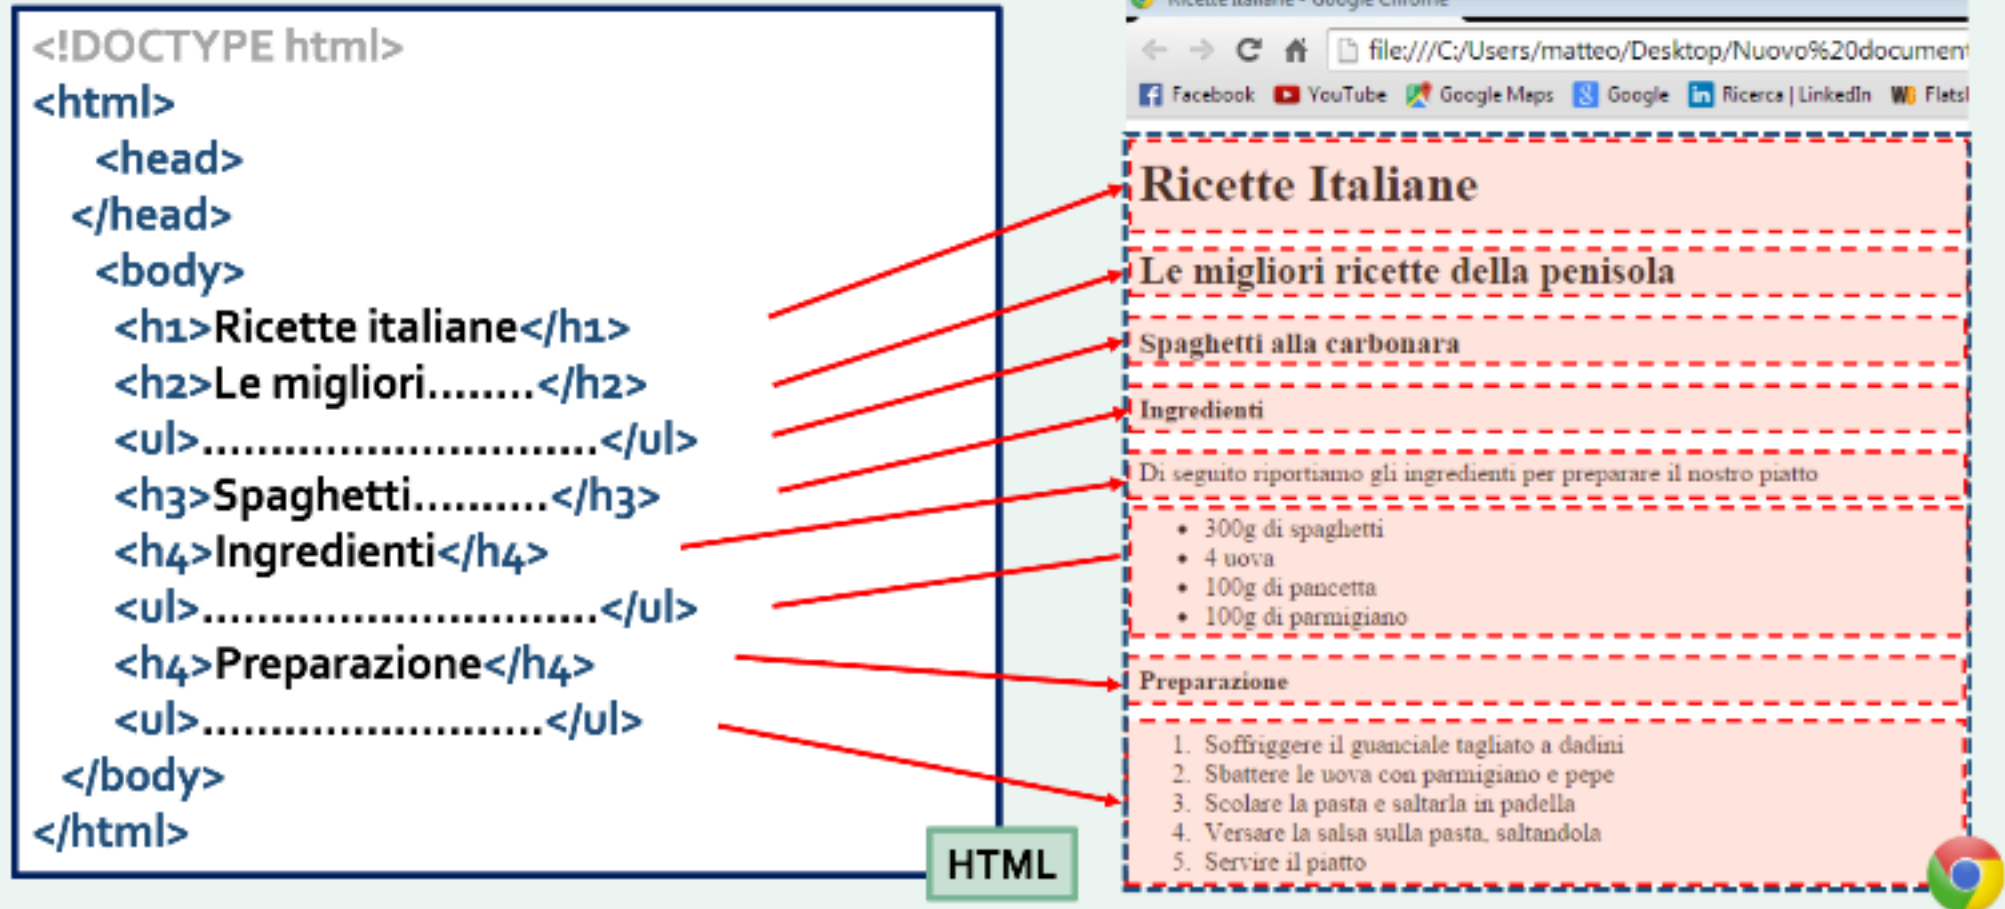 <!DOCTYPE html>
<html>
<head>
</head>
<body>
<h1>Ricette italiane</h1>
<h2>Le migliori........</h2>
<ul>.............................</ul>
<h3>Spaghetti..........</h3>
<h4>Ingredienti</h4>
<ul>.............................</ul>
<h4>Preparazione</h4>
<ul>.........................</ul>
</body>
</html>
HTML
Ricette Italiane - Google Chrome
file:///C:/Users/matteo/Desktop/Nuovo%20document
Facebook YouTube Google Maps Google Ricerca | LinkedIn
Ricette Italiane
Le migliori ricette della penisola
Spaghetti alla carbonara
Ingredienti
Di seguito riportiamo gli ingredienti per preparare il nostro piatto
• 300g di spaghetti
• 4 uova
• 100g di pancetta
• 100g di parmigiano
Preparazione
1. Soffriggere il guanciale tagliato a dadini
2. Sbattere le uova con parmigiano e pepe
3. Scolare la pasta e saltarla in padella
4. Versare la salsa sulla pasta, saltandola
5. Servire il piatto